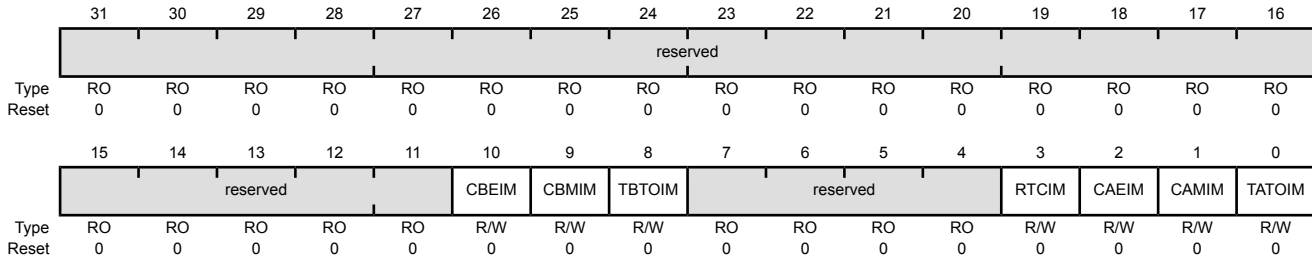 31 30 29 28 27 26 25 24 23 22 21 20 19 18 17 16
reserved
Type RO RO RO RO RO RO RO RO RO RO RO RO RO RO RO RO
Reset 0 0 0 0 0 0 0 0 0 0 0 0 0 0 0 0
15 14 13 12 11 10 9 8 7 6 5 4 3 2 1 0
reserved CBEIM CBMIM TBTOIM reserved RTCIM CAEIM CAMIM TATOIM
Type RO RO RO RO RO R/W R/W R/W RO RO RO RO R/W R/W R/W R/W
Reset 0 0 0 0 0 0 0 0 0 0 0 0 0 0 0 0